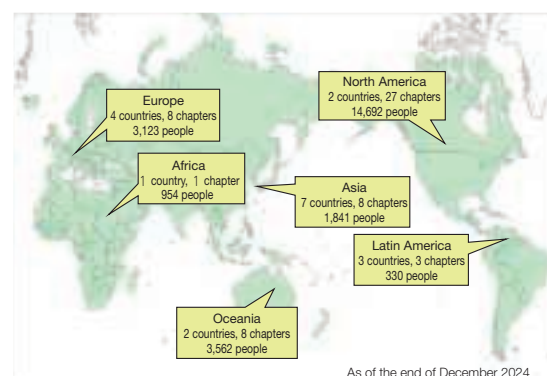 North America
2 countries, 27 chapters
14,692 people
Europe
4 countries, 8 chapters
3,123 people
Africa
1 country, 1 chapter
954 people
Asia
7 countries, 8 chapters
1,841 people
Latin America
3 countries, 3 chapters
330 people
Oceania
2 countries, 8 chapters
3,562 people
As of the end of December 2024